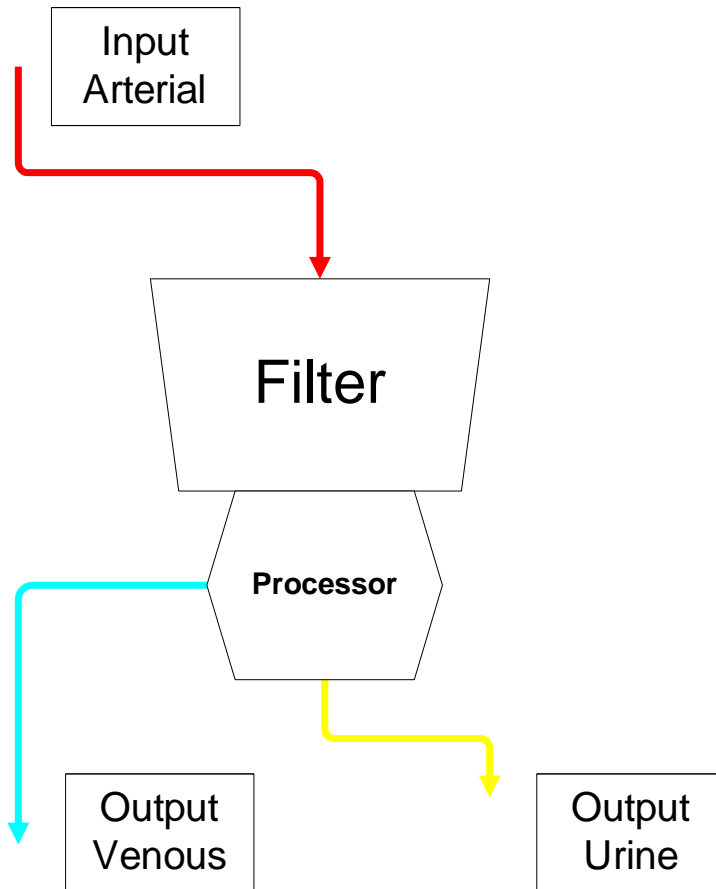 Input
Arterial
Filter
Processor
Output
Venous
Output
Urine